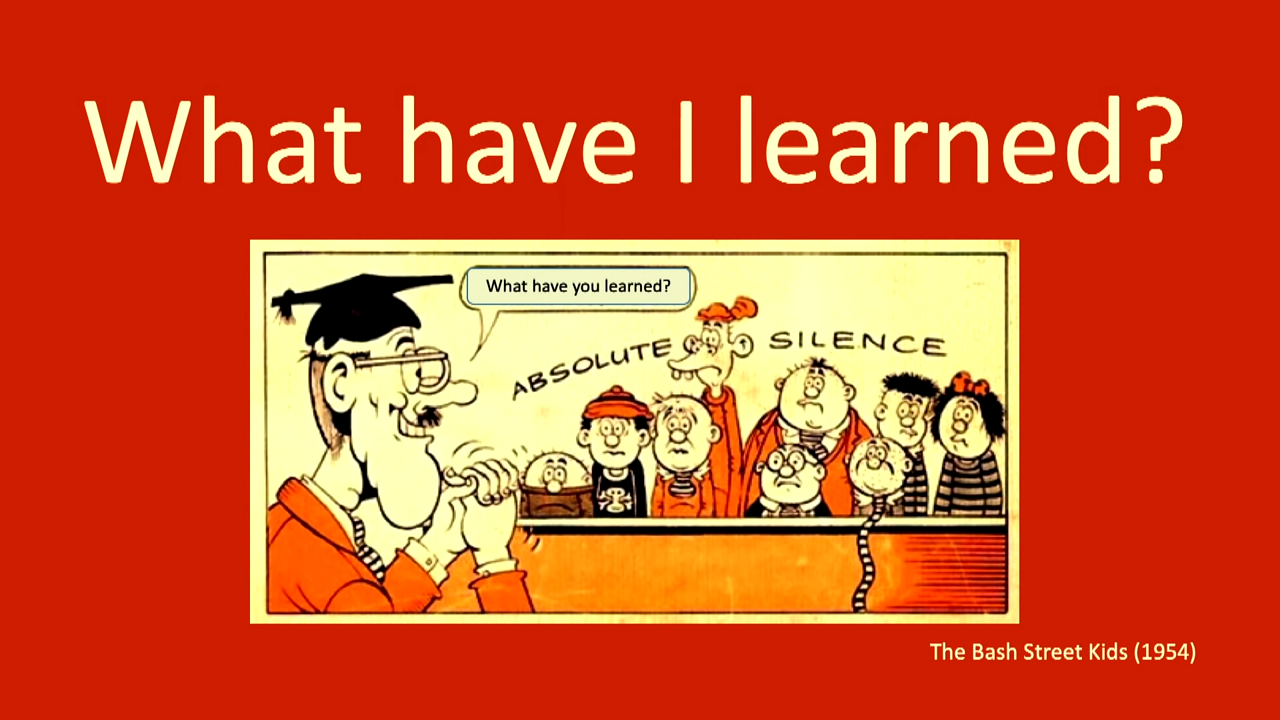 What have I learned?
What have you learned?
ABSOLUTE SILENCE
The Bash Street Kids (1954)